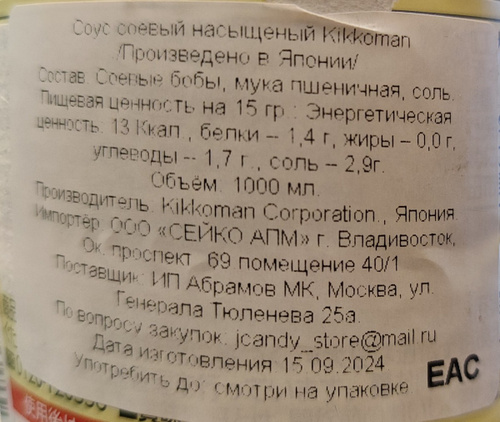 Соус соевый насыщеный Kikkoman
/Произведено в Японии/
Состав: Соевые бобы, мука пшеничная, соль.
Пищевая ценность на 15 гр.: Энергетическая
ценность: 13 Ккал., белки – 1,4 г, жиры – 0,0 г,
углеводы – 1,7 г., соль – 2,9г.
Объём: 1000 мл.
Производитель: Kikkoman Corporation., Япония.
Импортёр: ООО «СЕЙКО АПМ» г. Владивосток,
Ок. проспект 69 помещение 40/1
Поставщик: ИП Абрамов МК, Москва, ул.
Генерала Тюленева 25а.
По вопросу закупок: jcandy_store@mail.ru
Дата изготовления 15.09.2024
Употребить до: смотри на упаковке
EAC
使用後